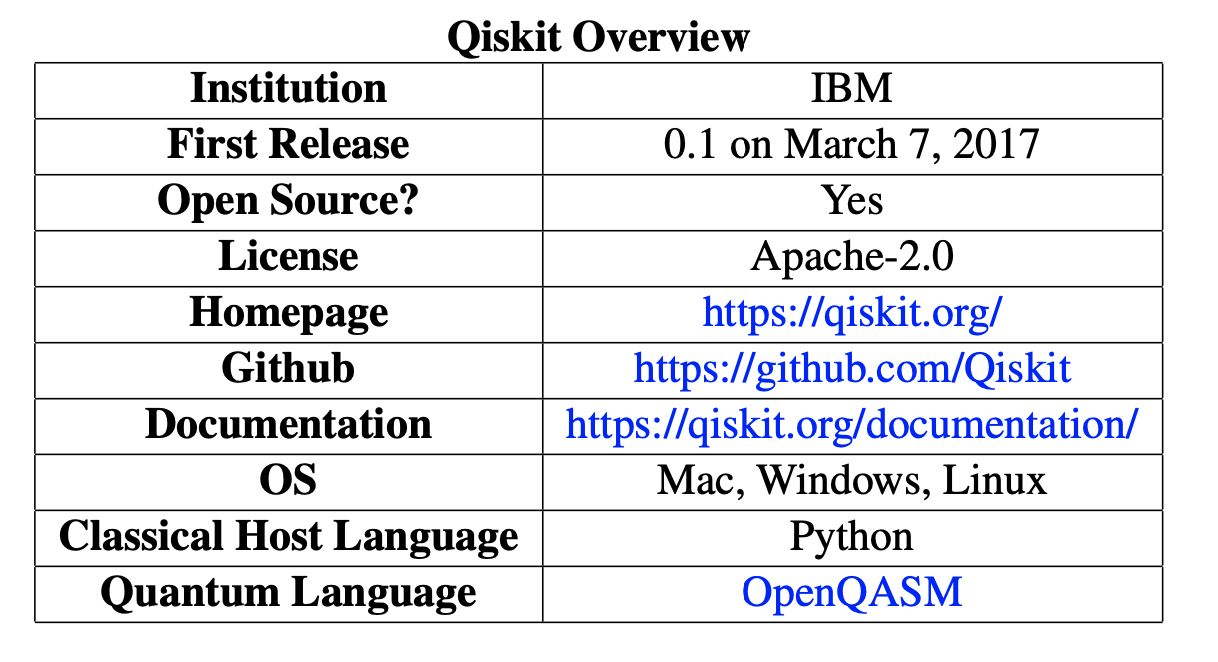 Qiskit Overview
Institution IBM
First Release 0.1 on March 7, 2017
Open Source? Yes
License Apache-2.0
Homepage https://qiskit.org/
Github https://github.com/Qiskit
Documentation https://qiskit.org/documentation/
OS Mac, Windows, Linux
Classical Host Language Python
Quantum Language OpenQASM